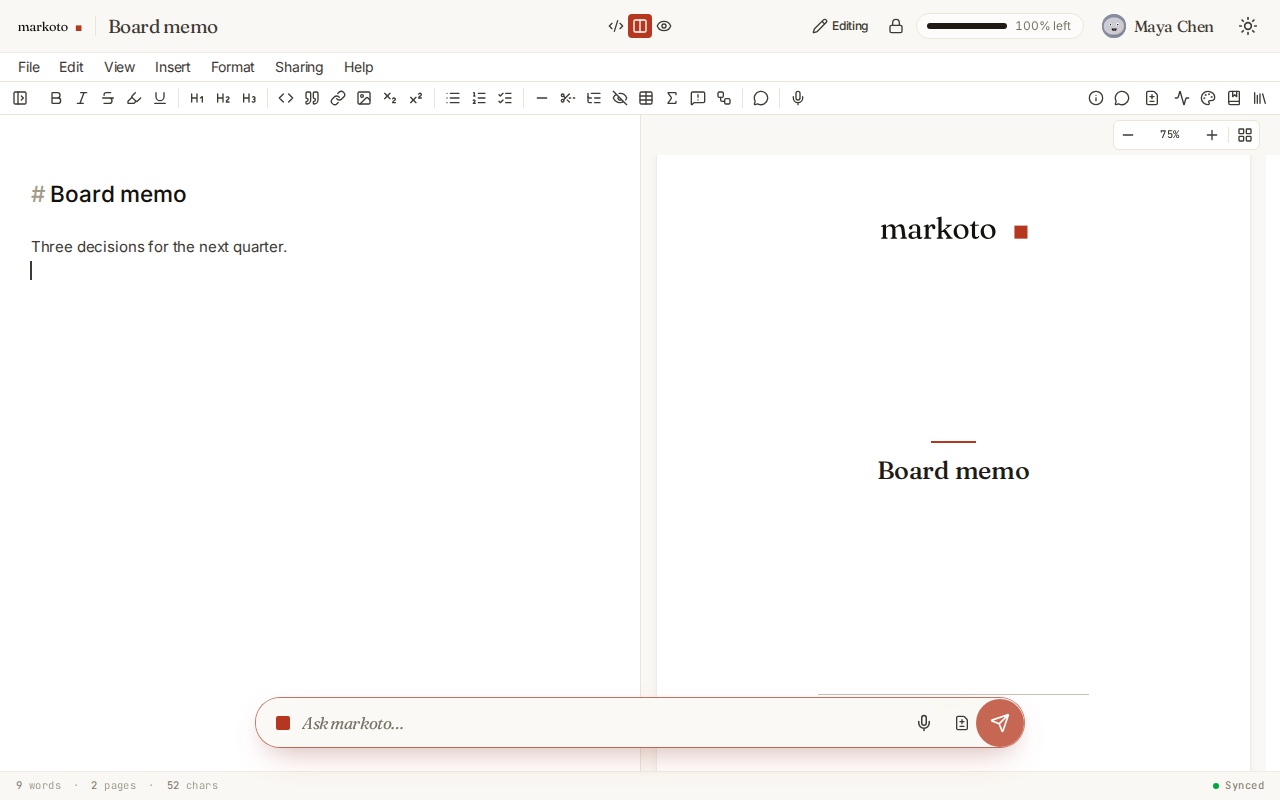 markoto
Board memo
Editing
100% left
Maya Chen
File Edit View Insert Format Sharing Help
H1 H2 H3
75%
# Board memo
Three decisions for the next quarter.
markoto
Board memo
Ask markoto...
9 words · 2 pages · 52 chars
Synced